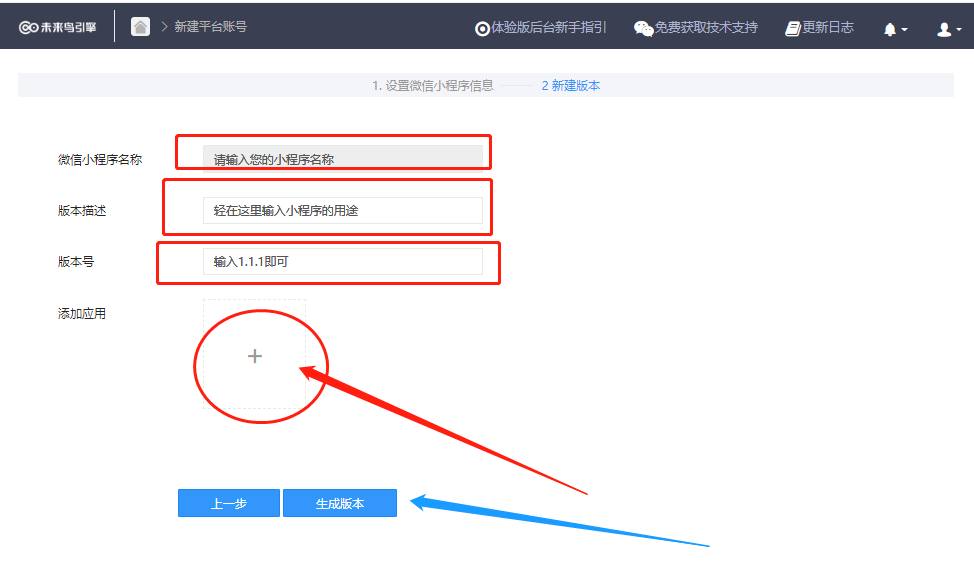 未来鸟引擎 > 新建平台账号 体验版后台新手指引 免费获取技术支持 更新日志
1. 设置微信小程序信息 2 新建版本
微信小程序名称 请输入您的小程序名称
版本描述 轻在这里输入小程序的用途
版本号 输入1.1.1即可
添加应用
+
上一步 生成版本